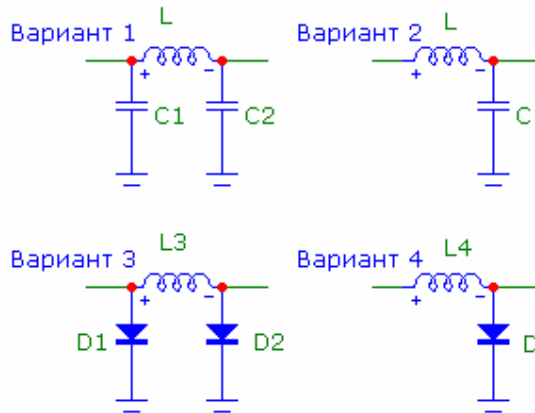 L
L
Вариант 1
Вариант 2
+
-
+
-
C1
C2
C
L3
L4
Вариант 3
Вариант 4
+
-
+
-
D1
D2
D